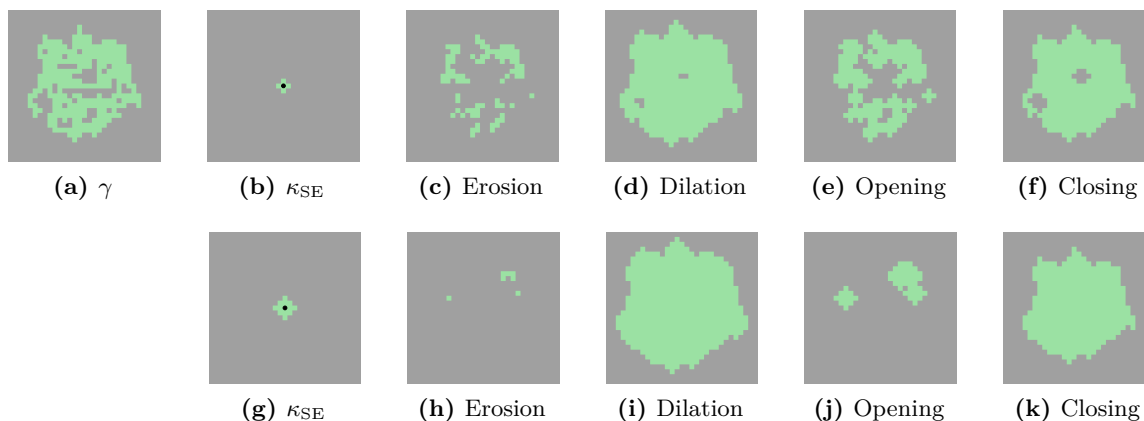 (a) γ (b) κSE (c) Erosion (d) Dilation (e) Opening (f) Closing
(g) κSE (h) Erosion (i) Dilation (j) Opening (k) Closing